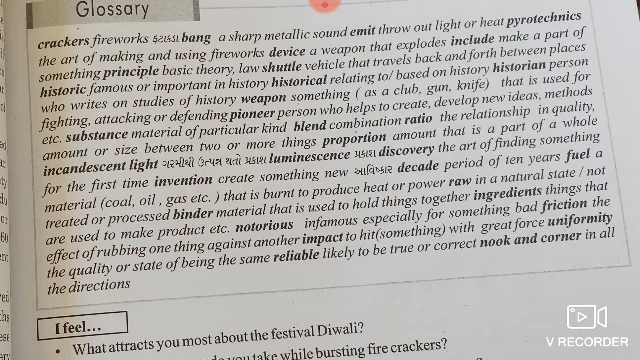 Glossary
crackers fireworks ફટાકડા bang a sharp metallic sound emit throw out light or heat pyrotechnics
the art of making and using fireworks device a weapon that explodes include make a part of
something principle basic theory, law shuttle vehicle that travels back and forth between places
historic famous or important in history historical relating to/ based on history historian person
who writes on studies of history weapon something ( as a club, gun, knife) that is used for
fighting, attacking or defending pioneer person who helps to create, develop new ideas, methods
etc. substance material of particular kind blend combination ratio the relationship in quality,
amount or size between two or more things proportion amount that is a part of a whole
incandescent light ગરમીથી ઉત્પન્ન થતો પ્રકાશ luminescence પ્રકાશ discovery the art of finding something
for the first time invention create something new આવિષ્કાર decade period of ten years fuel a
material (coal, oil , gas etc. ) that is burnt to produce heat or power raw in a natural state / not
treated or processed binder material that is used to hold things together ingredients things that
are used to make product etc. notorious infamous especially for something bad friction the
effect of rubbing one thing against another impact to hit(something) with great force uniformity
the quality or state of being the same reliable likely to be true or correct nook and corner in all
the directions
I feel...
• What attracts you most about the festival Diwali?
do you take while bursting fire crackers?
V RECORDER